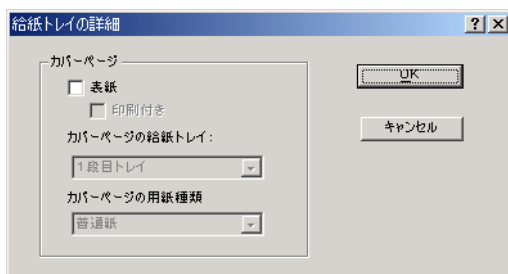 給紙トレイの詳細
カバーページ
表紙
印刷付き
カバーページの給紙トレイ:
1段目トレイ
カバーページの用紙種類
普通紙
OK
キャンセル